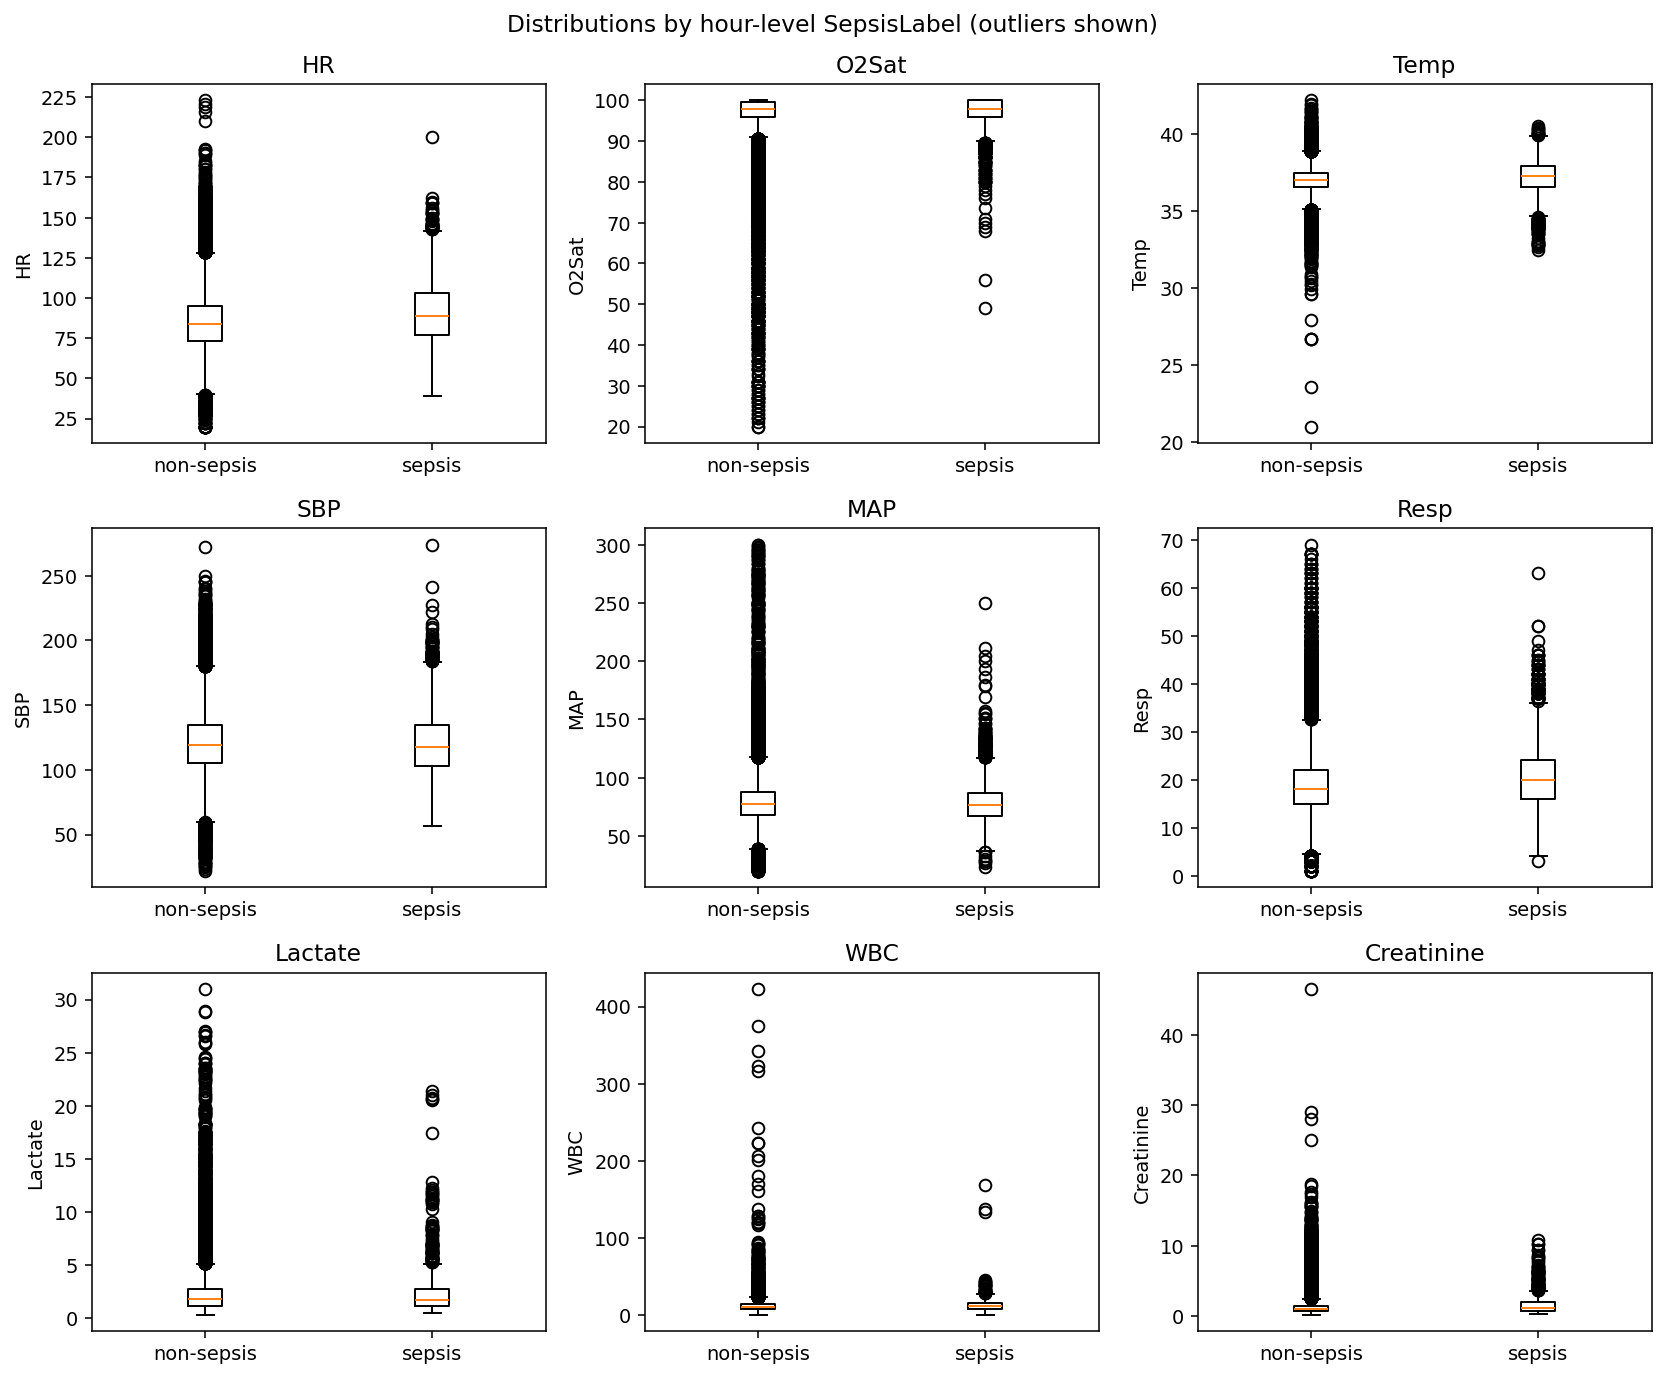 Distributions by hour-level SepsisLabel (outliers shown)
HR
O2Sat
Temp
225
200
175
150
125
100
75
50
25
HR
non-sepsis
sepsis
100
90
80
70
60
50
40
30
20
O2Sat
non-sepsis
sepsis
40
35
30
25
20
Temp
non-sepsis
sepsis
SBP
MAP
Resp
250
200
150
100
50
SBP
non-sepsis
sepsis
300
250
200
150
100
50
MAP
non-sepsis
sepsis
70
60
50
40
30
20
10
0
Resp
non-sepsis
sepsis
Lactate
WBC
Creatinine
30
25
20
15
10
5
0
Lactate
non-sepsis
sepsis
400
300
200
100
0
WBC
non-sepsis
sepsis
40
30
20
10
0
Creatinine
non-sepsis
sepsis